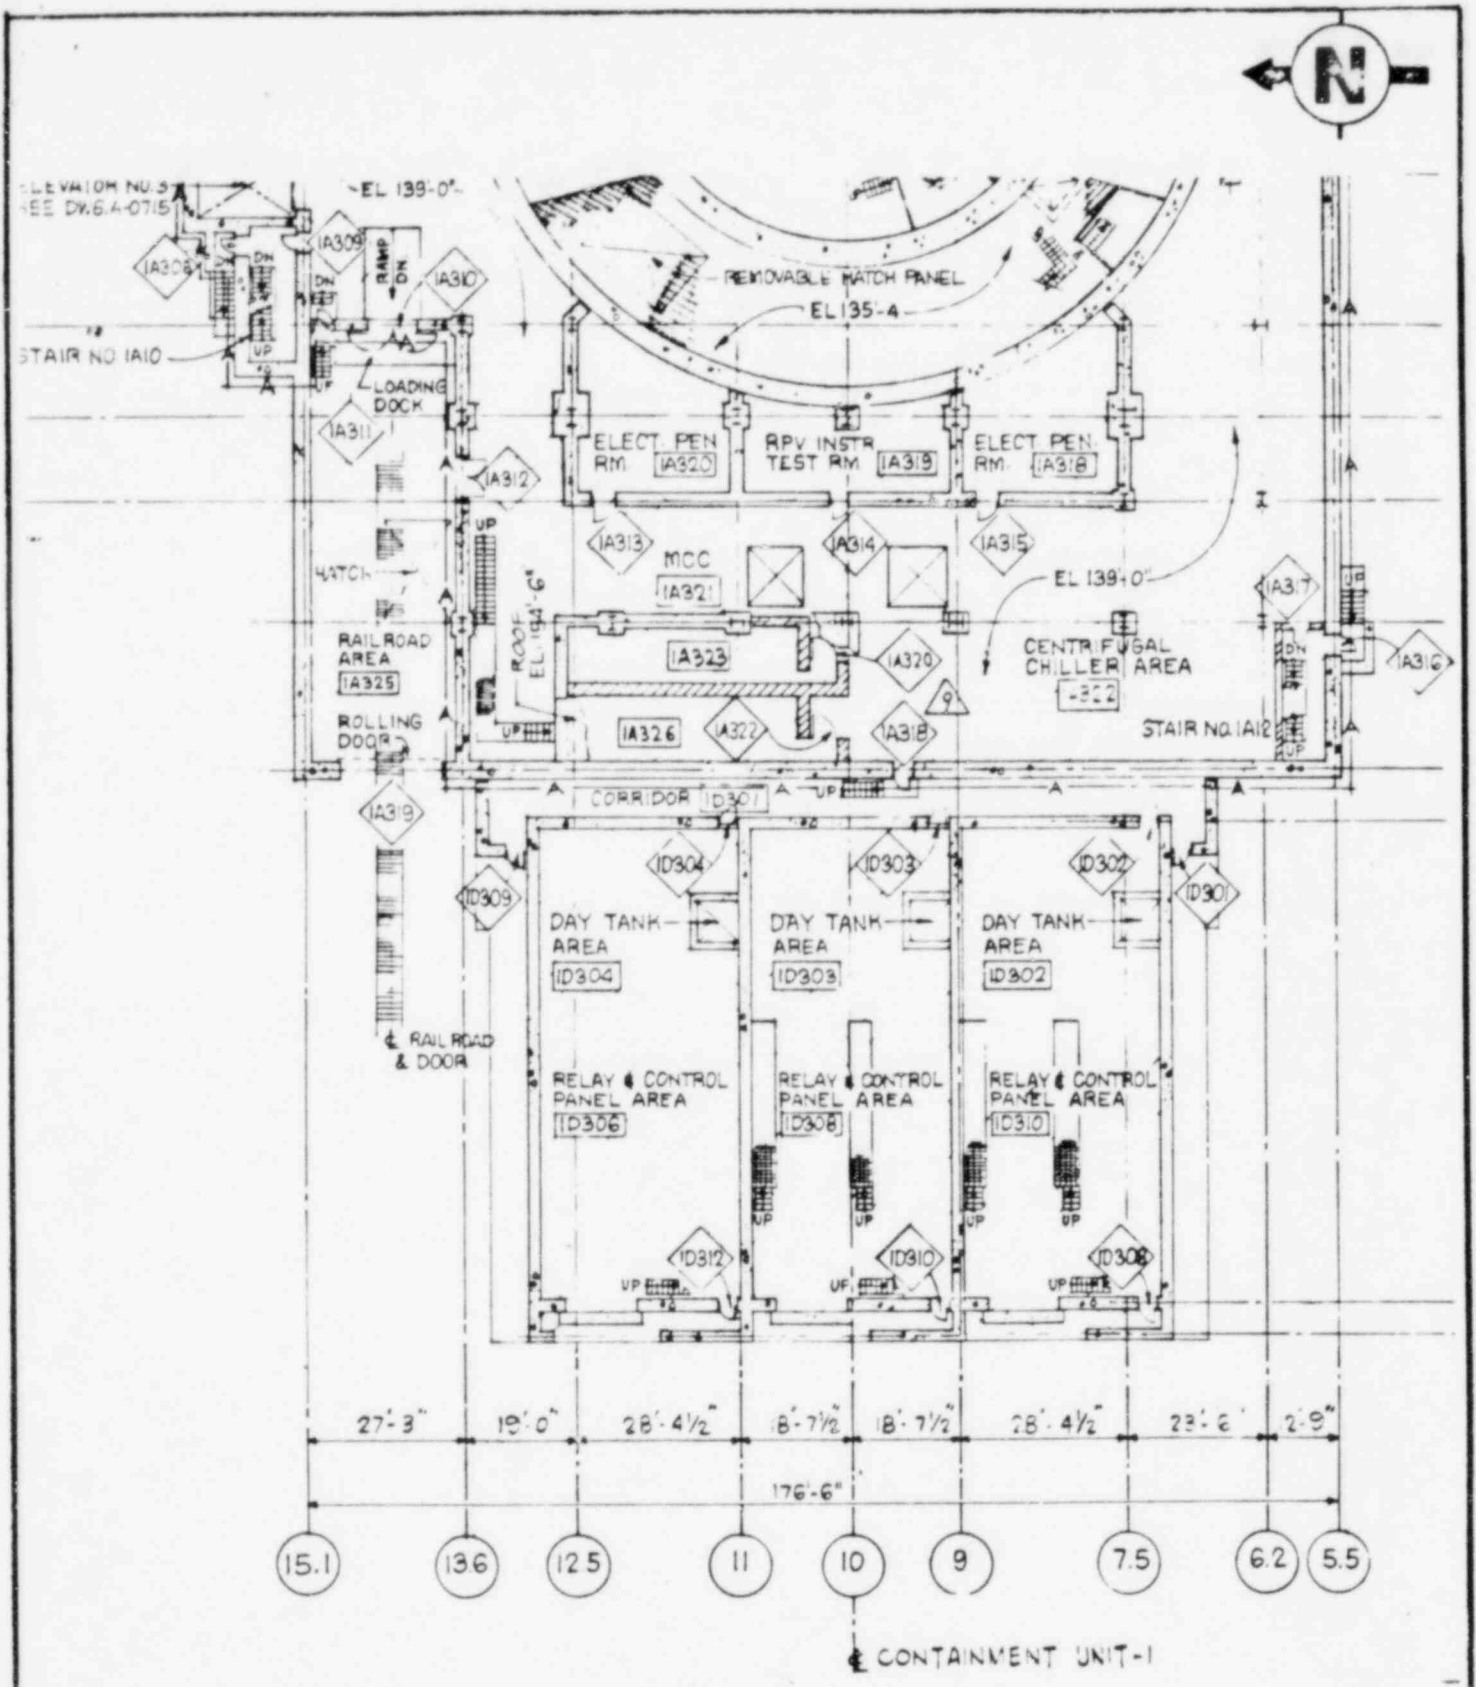 N
ELEVATOR NO.3
SEE DWG.A-0715
EL 139'-0"
1A308
DN
1A309
RAMP
DN
1A310
DN
UP
STAIR NO 1A10
UP
LOADING
DOCK
1A311
REMOVABLE HATCH PANEL
EL 135'-4
ELECT. PEN
RM. 1A320
RPV INSTR
TEST RM 1A319
ELECT PEN.
RM. 1A318
1A312
UP
1A313
1A314
1A315
MCC
1A321
HATCH
EL 139'-0"
1A317
UP
ROOF
EL.194'-6"
RAILROAD
AREA
1A325
1A323
1A320
CENTRIFUGAL
CHILLER AREA
-322
DN
1A316
9
ROLLING
DOOR
UP
1A326
1A322
1A318
STAIR NO.1A12
UP
CORRIDOR 1D307
UP
1A319
1D309
1D304
1D303
1D302
1D301
DAY TANK
AREA
1D304
DAY TANK
AREA
1D303
DAY TANK
AREA
1D302
℄ RAILROAD
& DOOR
RELAY & CONTROL
PANEL AREA
1D306
RELAY & CONTROL
PANEL AREA
1D308
RELAY & CONTROL
PANEL AREA
1D310
UP
UP
UP
UP
1D312
1D310
1D308
UP
UP
UP
27'-3" 19'-0" 28'-4½" 18'-7½" 18'-7½" 28'-4½" 23'-6' 2'-9"
176'-6"
15.1 13.6 12.5 11 10 9 7.5 6.2 5.5
℄ CONTAINMENT UNIT-1